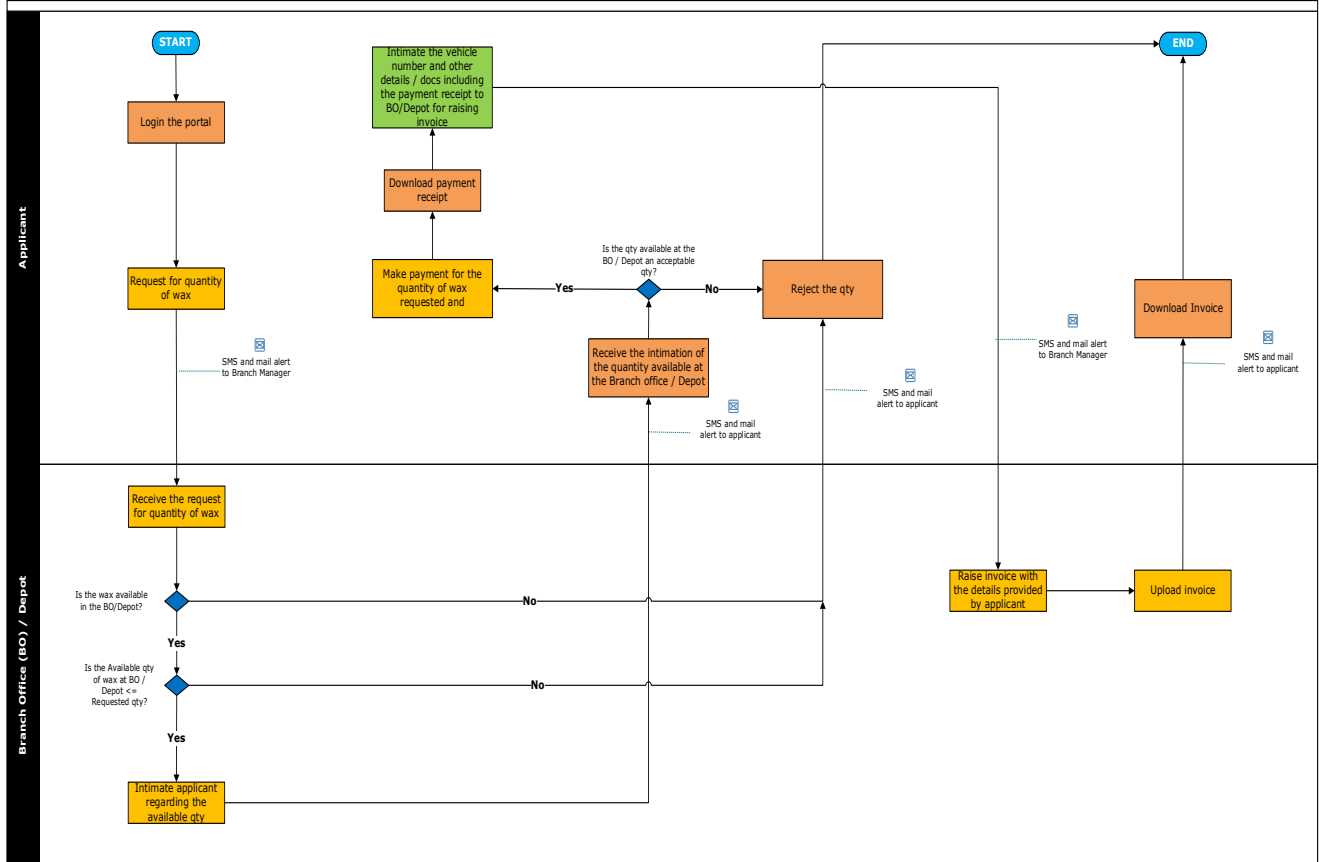 Applicant
START
Login the portal
Request for quantity
of wax
SMS and mail alert
to Branch Manager
Intimate the vehicle
number and other
details / docs including
the payment receipt to
BO/Depot for raising
invoice
Download payment
receipt
Make payment for the
quantity of wax
requested and
Yes
Is the qty available at the
BO / Depot an acceptable
qty?
No
Reject the qty
Receive the intimation of
the quantity available at
the Branch office / Depot
SMS and mail
alert to applicant
SMS and mail
alert to applicant
SMS and mail alert
to Branch Manager
END
Download Invoice
SMS and mail
alert to applicant
Branch Office (BO) / Depot
Receive the request
for quantity of wax
Is the wax available
in the BO/Depot?
No
Yes
Is the Available qty
of wax at BO /
Depot <=
Requested qty?
No
Yes
Intimate applicant
regarding the
available qty
Raise invoice with
the details provided
by applicant
Upload invoice